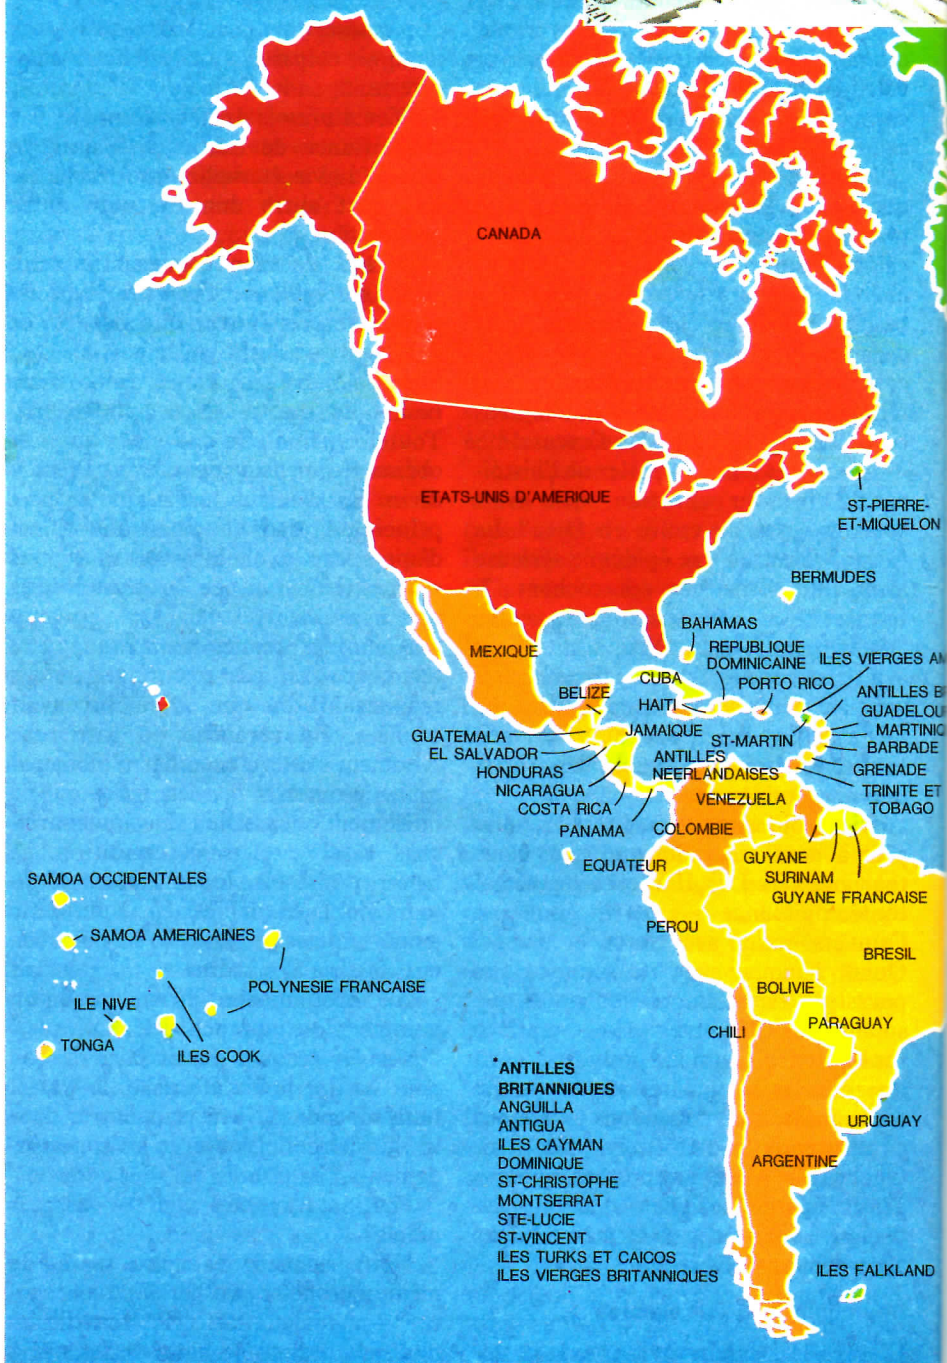 CANADA
ETATS-UNIS D'AMERIQUE
ST-PIERRE-
ET-MIQUELON
BERMUDES
BAHAMAS
MEXIQUE
REPUBLIQUE
DOMINICAINE
ILES VIERGES AM
CUBA
PORTO RICO
BELIZE
HAITI
ANTILLES B
GUADELOU
GUATEMALA
JAMAIQUE
ST-MARTIN
MARTINIQ
EL SALVADOR
BARBADE
ANTILLES
NEERLANDAISES
HONDURAS
GRENADE
NICARAGUA
TRINITE ET
TOBAGO
COSTA RICA
VENEZUELA
PANAMA
COLOMBIE
EQUATEUR
GUYANE
SURINAM
GUYANE FRANCAISE
SAMOA OCCIDENTALES
PEROU
SAMOA AMERICAINES
BRESIL
POLYNESIE FRANCAISE
BOLIVIE
ILE NIVE
PARAGUAY
CHILI
TONGA
ILES COOK
*ANTILLES
BRITANNIQUES
ANGUILLA
ANTIGUA
ILES CAYMAN
DOMINIQUE
ST-CHRISTOPHE
MONTSERRAT
STE-LUCIE
ST-VINCENT
ILES TURKS ET CAICOS
ILES VIERGES BRITANNIQUES
URUGUAY
ARGENTINE
ILES FALKLAND